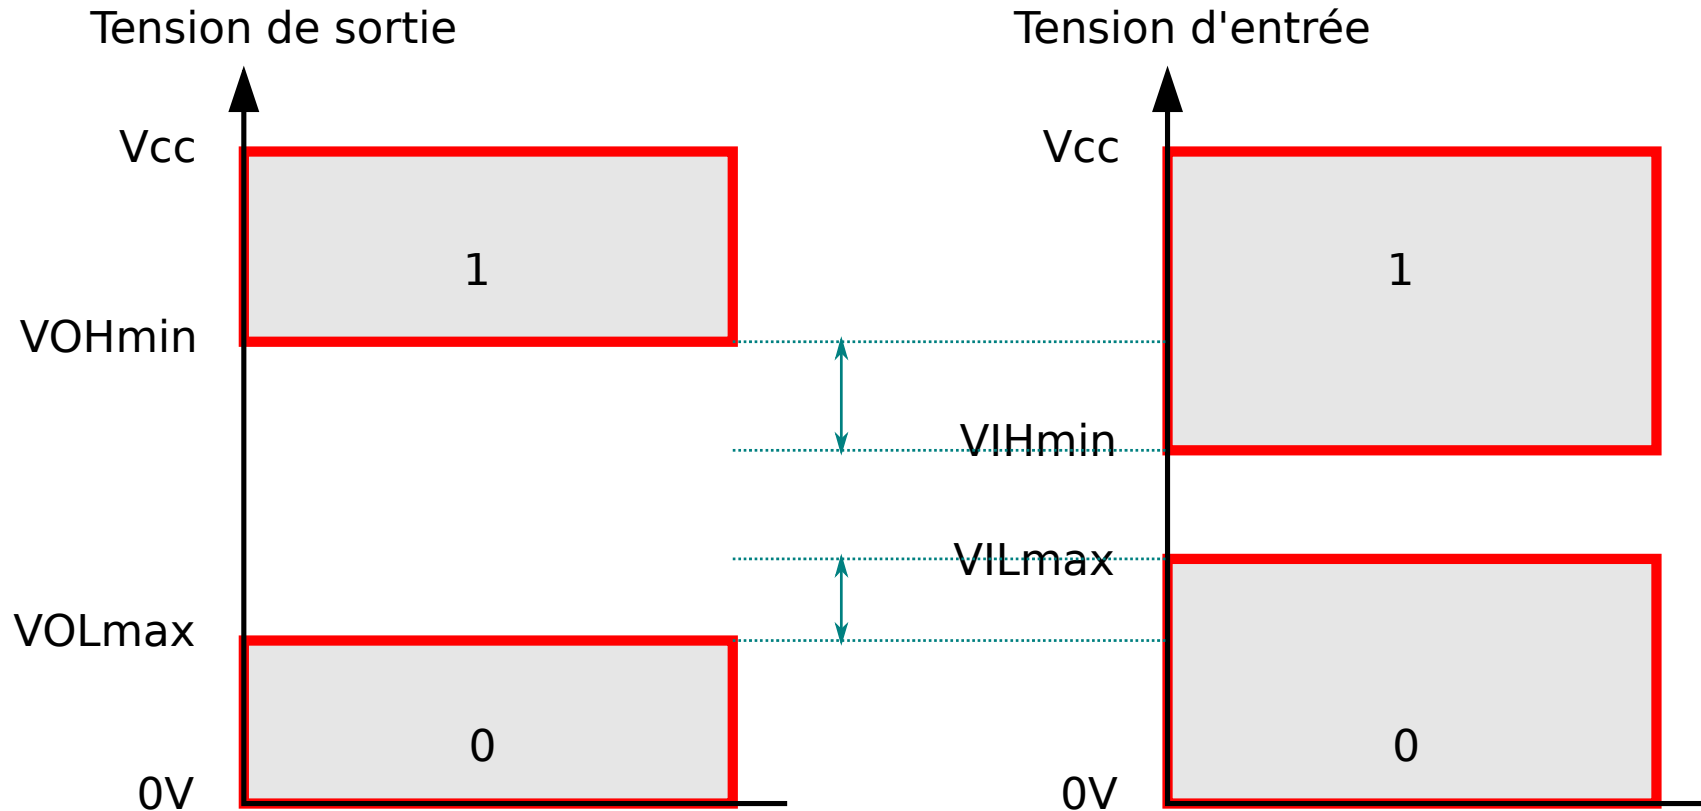 Tension de sortie
Vcc
1
VOHmin
VOLmax
0
0V
Tension d'entrée
Vcc
1
VIHmin
VILmax
0
0V